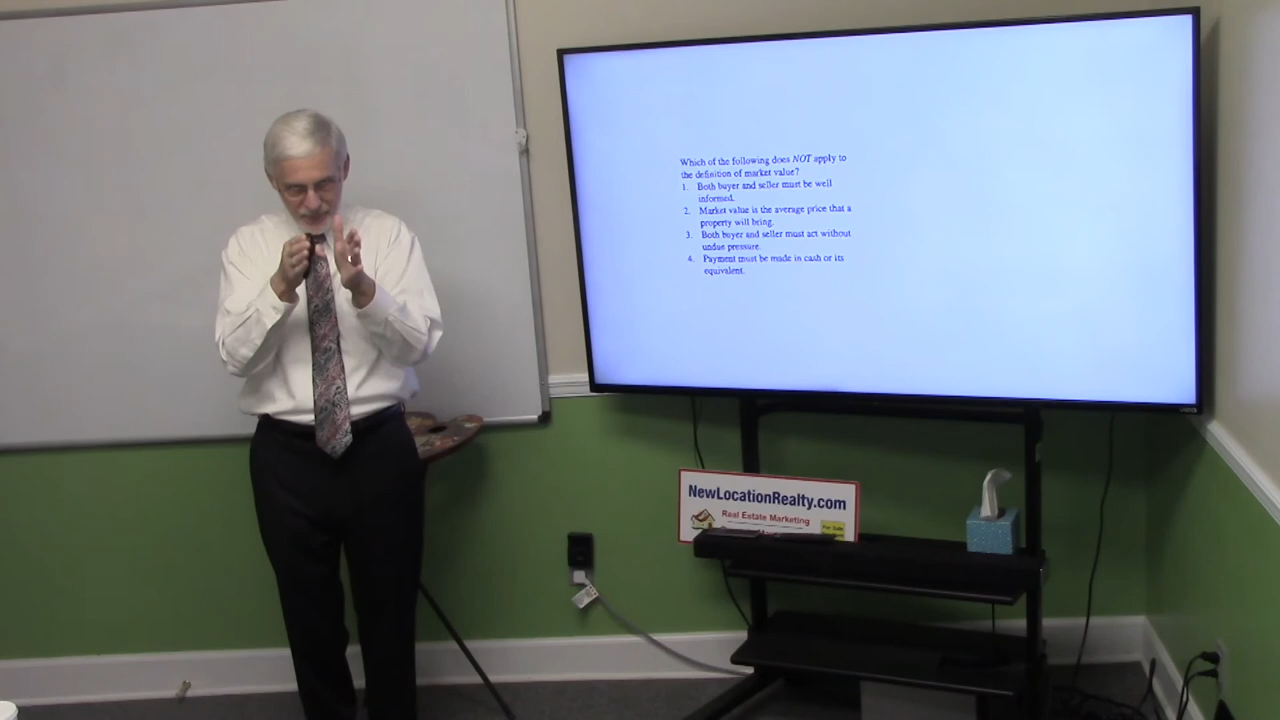 Which of the following does NOT apply to
the definition of market value?
1. Both buyer and seller must be well
informed.
2. Market value is the average price that a
property will bring.
3. Both buyer and seller must act without
undue pressure.
4. Payment must be made in cash or its
equivalent.
NewLocationRealty.com
Real Estate Marketing
For Sale